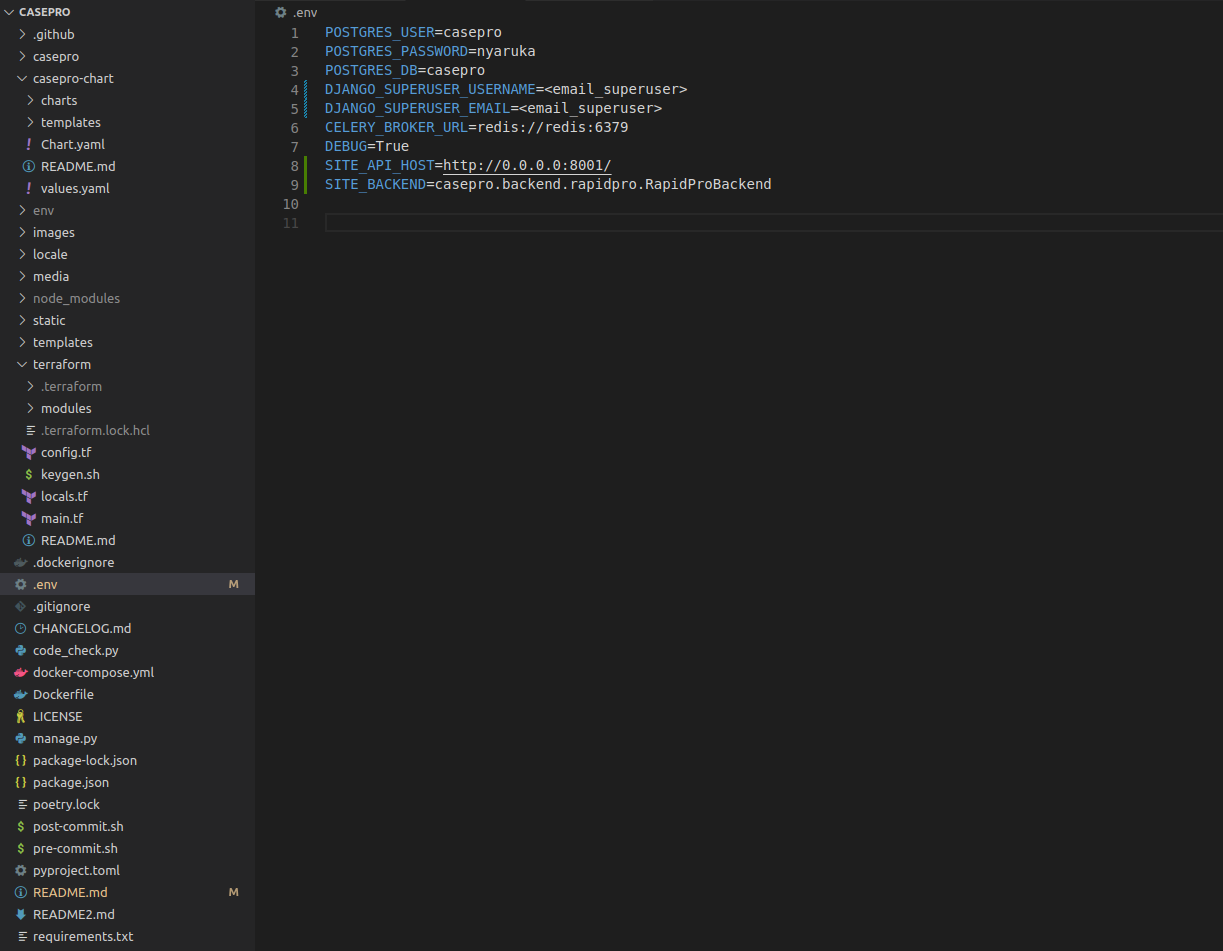 CASEPRO
.github
casepro
casepro-chart
charts
templates
Chart.yaml
README.md
values.yaml
env
images
locale
media
node_modules
static
templates
terraform
.terraform
modules
.terraform.lock.hcl
config.tf
keygen.sh
locals.tf
main.tf
README.md
.dockerignore
.env M
.gitignore
CHANGELOG.md
code_check.py
docker-compose.yml
Dockerfile
LICENSE
manage.py
package-lock.json
package.json
poetry.lock
post-commit.sh
pre-commit.sh
pyproject.toml
README.md M
README2.md
requirements.txt
.env
1 POSTGRES_USER=casepro
2 POSTGRES_PASSWORD=nyaruka
3 POSTGRES_DB=casepro
4 DJANGO_SUPERUSER_USERNAME=<email_superuser>
5 DJANGO_SUPERUSER_EMAIL=<email_superuser>
6 CELERY_BROKER_URL=redis://redis:6379
7 DEBUG=True
8 SITE_API_HOST=http://0.0.0.0:8001/
9 SITE_BACKEND=casepro.backend.rapidpro.RapidProBackend
10
11